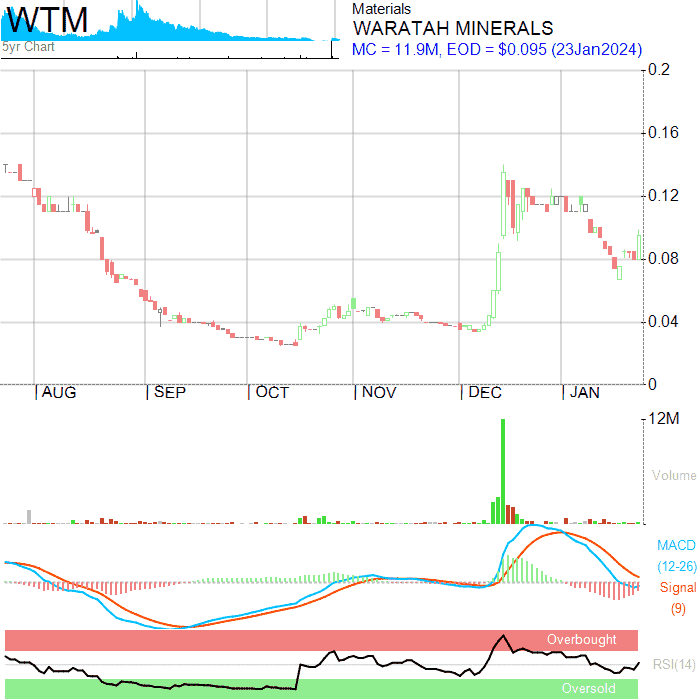 WTM
5yr Chart
Materials
WARATAH MINERALS
MC = 11.9M, EOD = $0.095 (23Jan2024)
0.2
0.16
0.12
0.08
0.04
0
AUG SEP OCT NOV DEC JAN
12M
Volume
MACD
(12-26)
Signal
(9)
Overbought
RSI(14)
Oversold